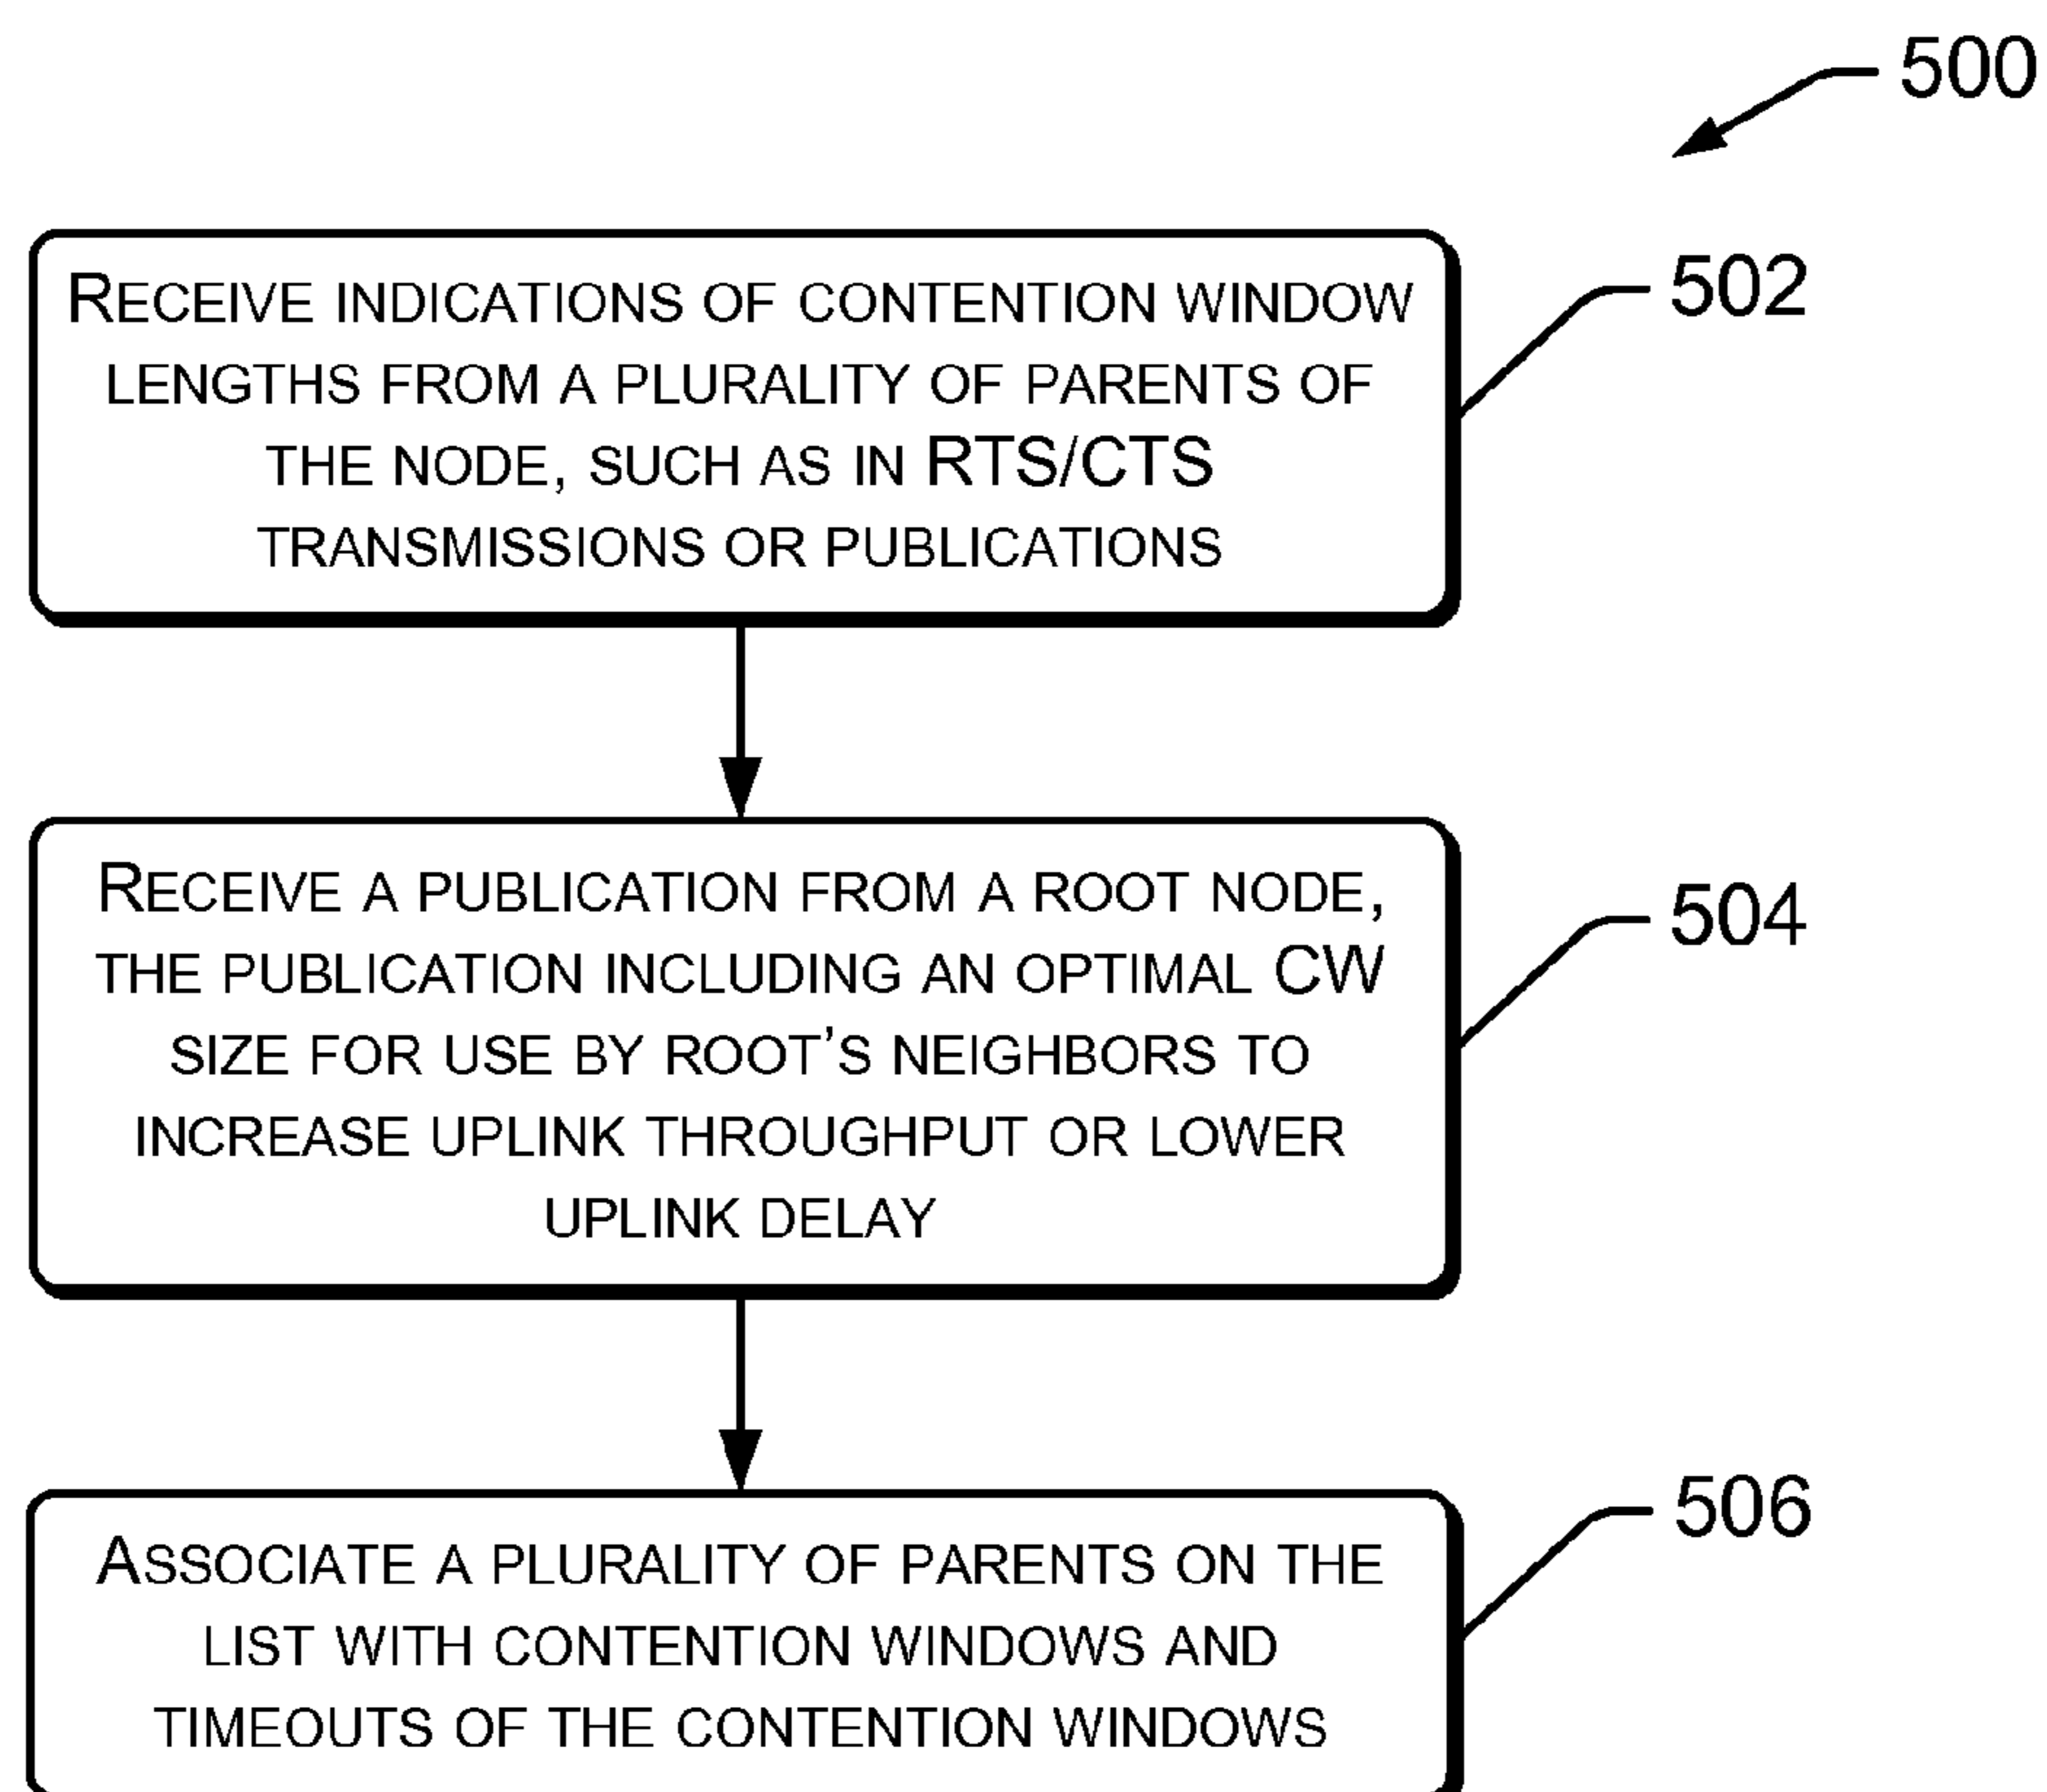 500
RECEIVE INDICATIONS OF CONTENTION WINDOW
LENGTHS FROM A PLURALITY OF PARENTS OF
THE NODE, SUCH AS IN RTS/CTS
TRANSMISSIONS OR PUBLICATIONS
502
RECEIVE A PUBLICATION FROM A ROOT NODE,
THE PUBLICATION INCLUDING AN OPTIMAL CW
SIZE FOR USE BY ROOT'S NEIGHBORS TO
INCREASE UPLINK THROUGHPUT OR LOWER
UPLINK DELAY
504
ASSOCIATE A PLURALITY OF PARENTS ON THE
LIST WITH CONTENTION WINDOWS AND
TIMEOUTS OF THE CONTENTION WINDOWS
506